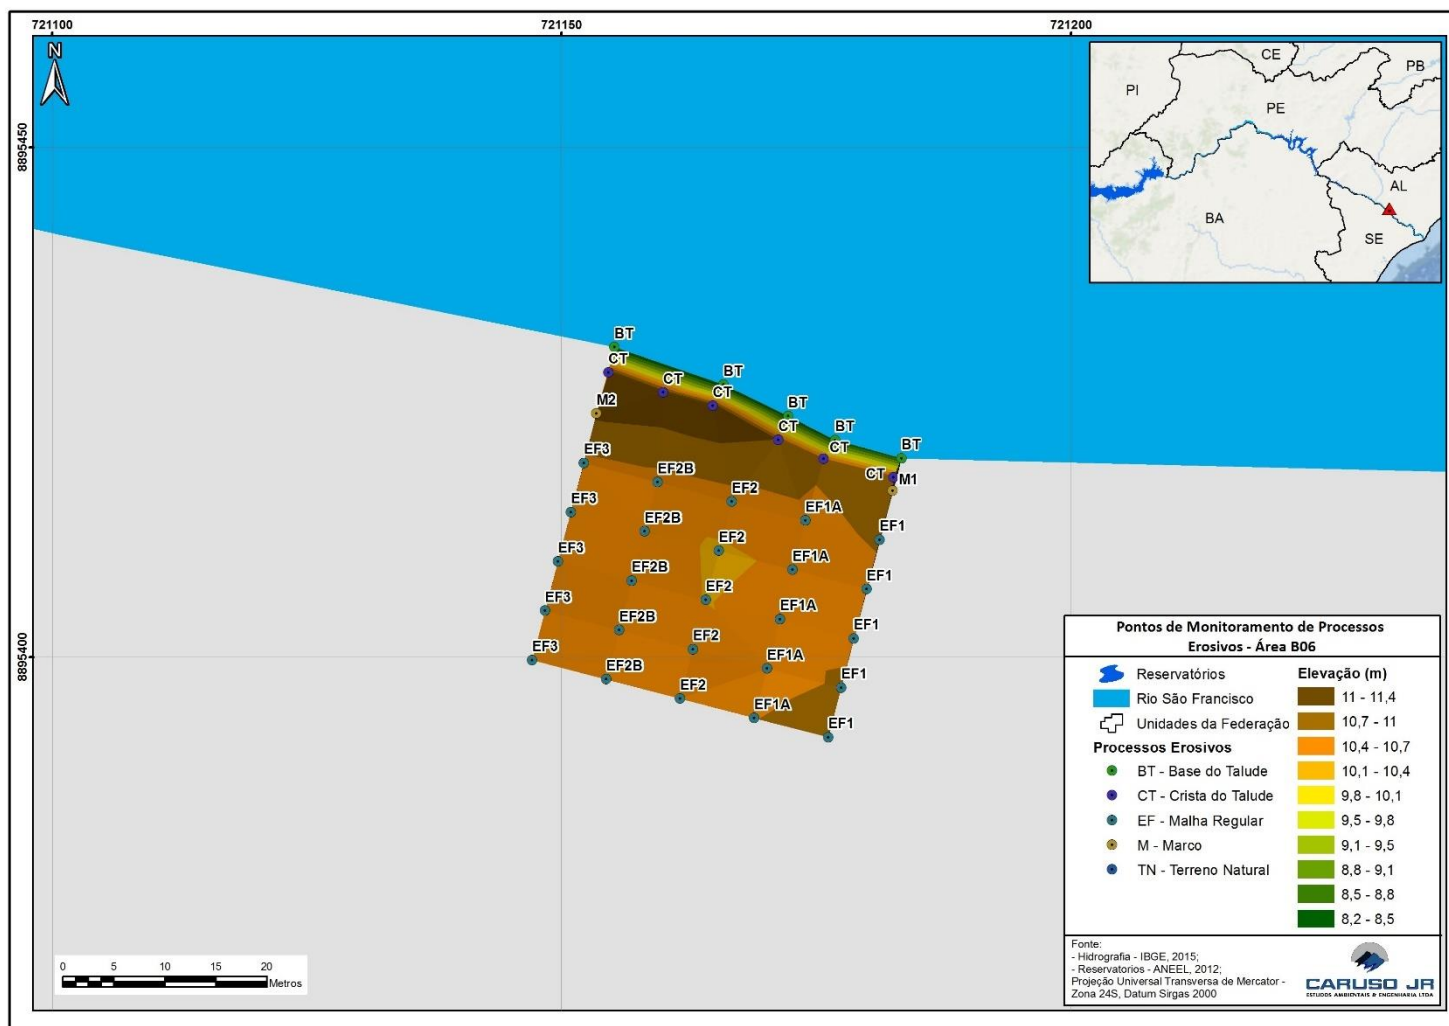 721100
721150
721200
N
8895450
8895400
CE
PB
PI
PE
AL
BA
SE
BT
CT
BT
CT
CT
M2
BT
CT
BT
CT
BT
CT
M1
EF3
EF2B
EF2
EF1A
EF1
EF3
EF2B
EF2
EF1A
EF1
EF3
EF2B
EF2
EF1A
EF1
EF3
EF2B
EF2
EF1A
EF1
EF3
EF2B
EF2
EF1A
EF1
Pontos de Monitoramento de Processos
Erosivos - Área B06
Reservatórios
Rio São Francisco
Unidades da Federação
Processos Erosivos
BT - Base do Talude
CT - Crista do Talude
EF - Malha Regular
M - Marco
TN - Terreno Natural
Elevação (m)
11 - 11,4
10,7 - 11
10,4 - 10,7
10,1 - 10,4
9,8 - 10,1
9,5 - 9,8
9,1 - 9,5
8,8 - 9,1
8,5 - 8,8
8,2 - 8,5
Fonte:
- Hidrografia - IBGE, 2015;
- Reservatorios - ANEEL, 2012;
Projeção Universal Transversa de Mercator -
Zona 24S, Datum Sirgas 2000
CARUSO JR
ESTUDOS AMBIENTAIS & ENGENHARIA LTDA
0 5 10 15 20
Metros